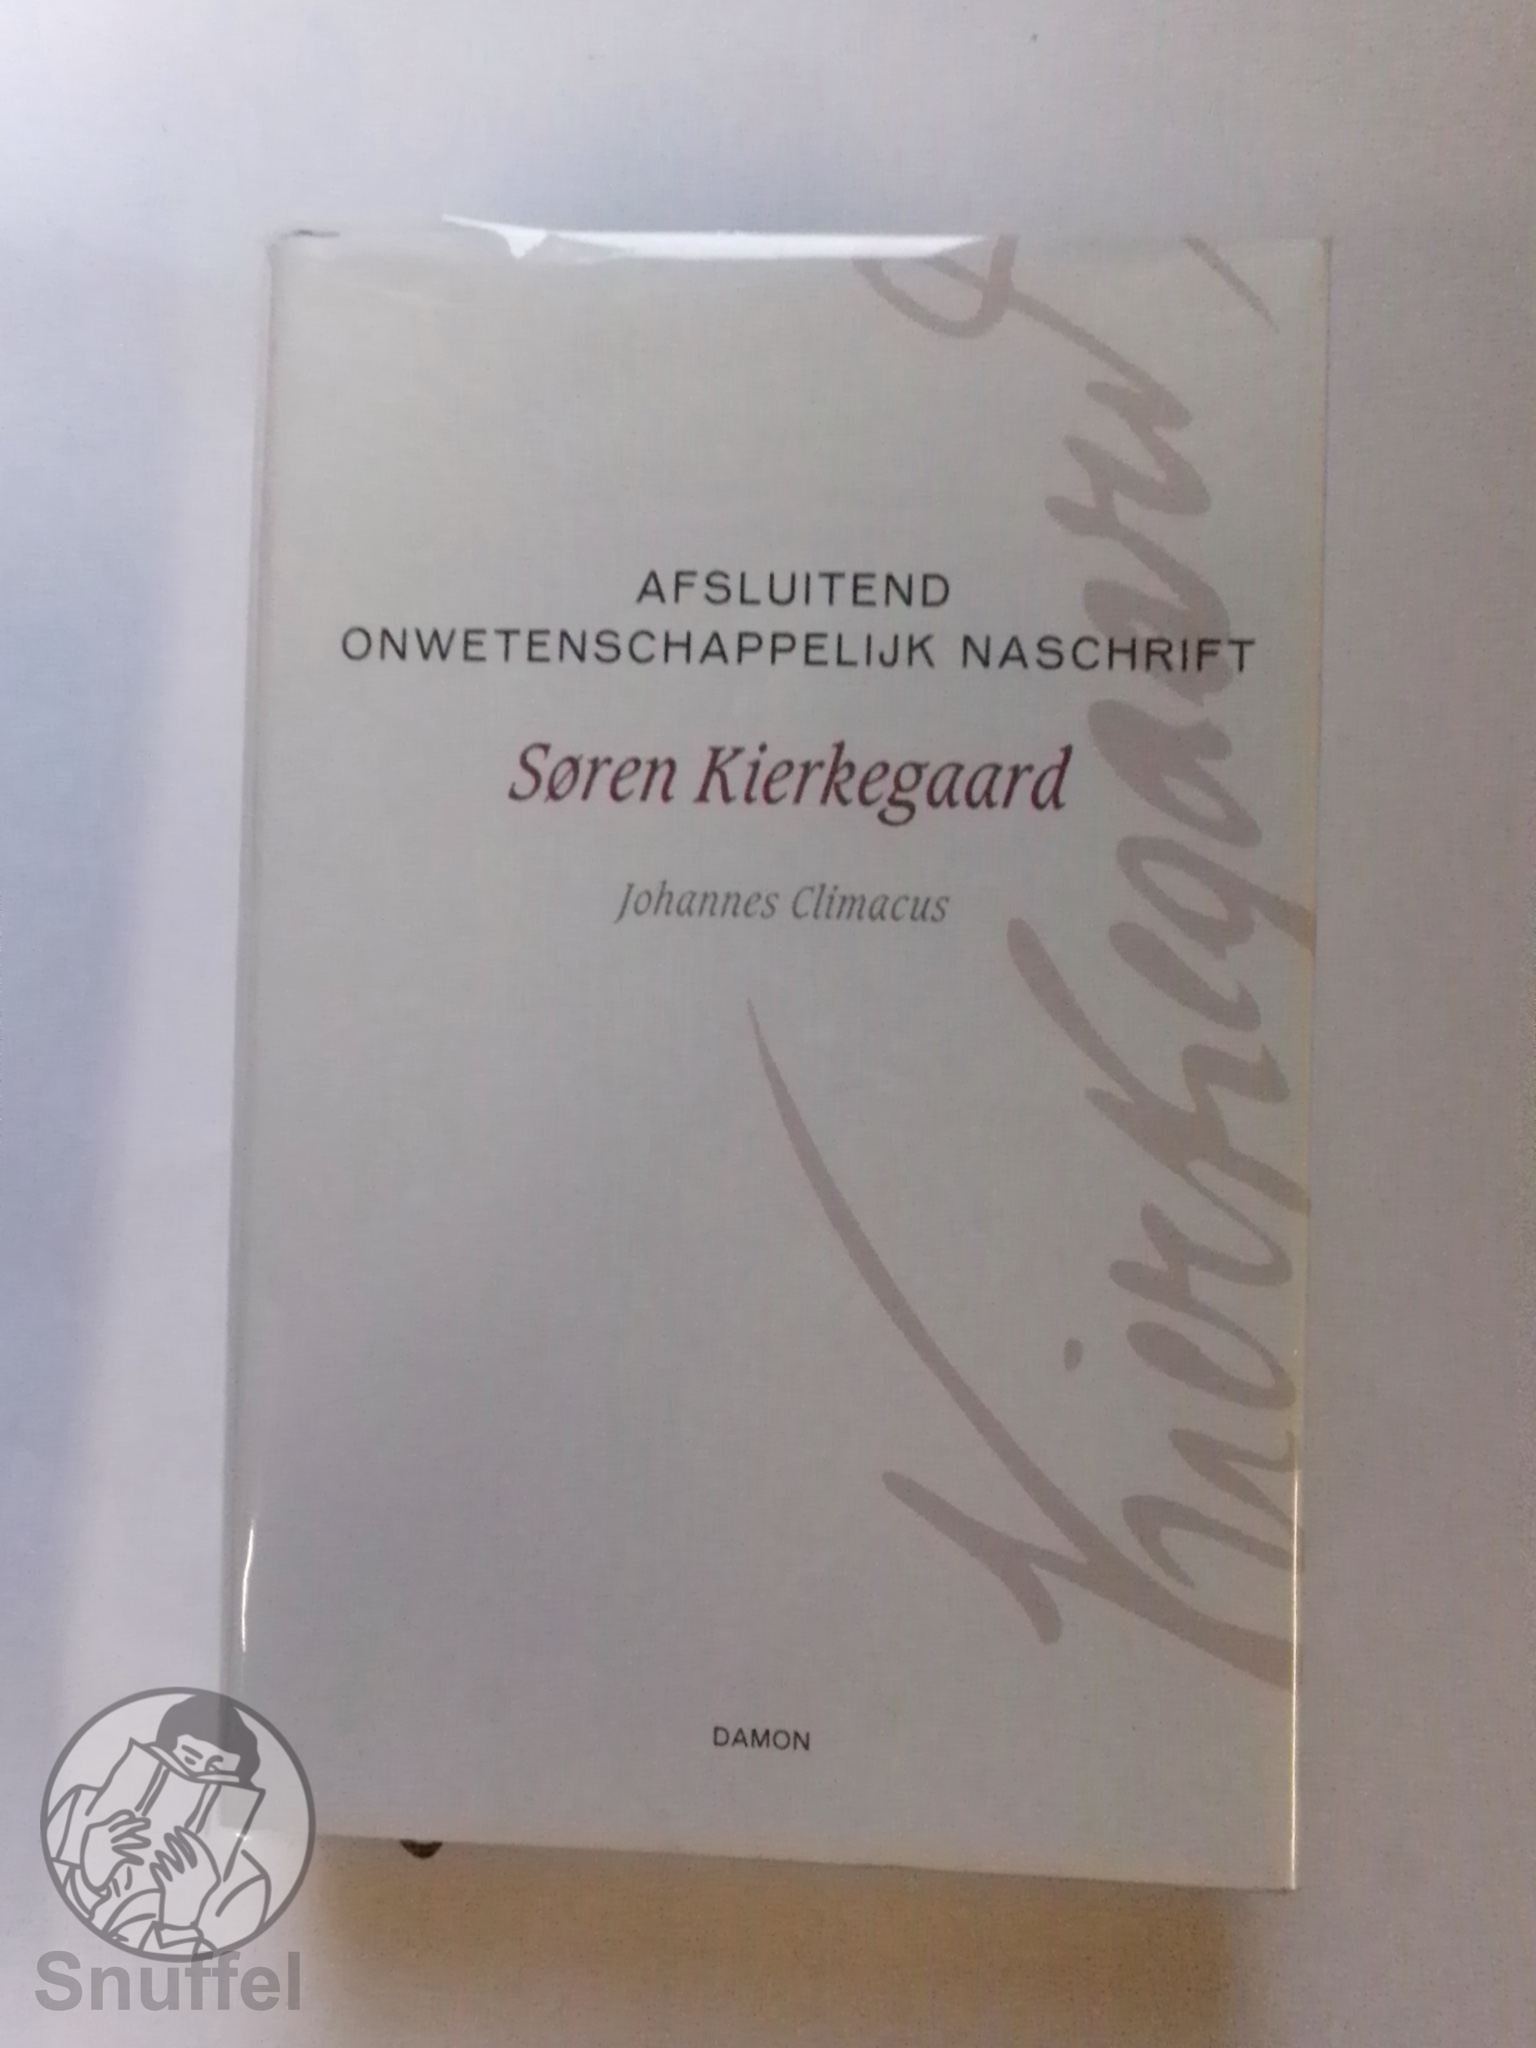 AFSLUITEND
ONWETENSCHAPPELIJK NASCHRIFT
Søren Kierkegaard
Johannes Climacus
Kierkegaard
DAMON
Snuffel